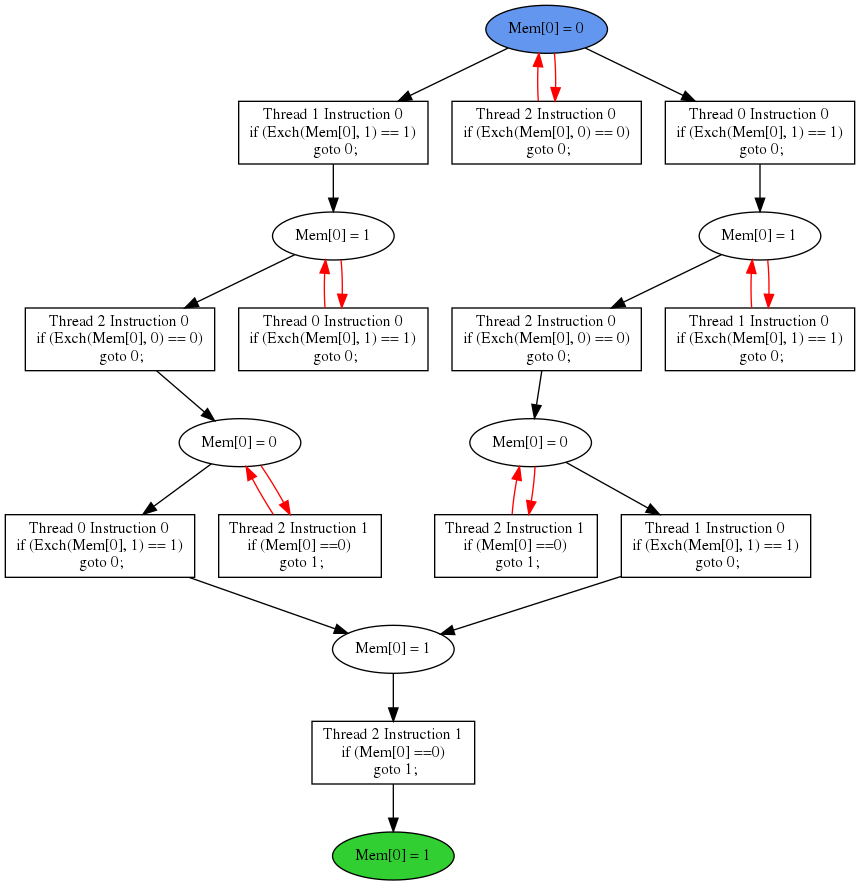 Mem[0] = 0
Thread 1 Instruction 0
if (Exch(Mem[0], 1) == 1)
goto 0;
Thread 2 Instruction 0
if (Exch(Mem[0], 0) == 0)
goto 0;
Thread 0 Instruction 0
if (Exch(Mem[0], 1) == 1)
goto 0;
Mem[0] = 1
Mem[0] = 1
Thread 2 Instruction 0
if (Exch(Mem[0], 0) == 0)
goto 0;
Thread 0 Instruction 0
if (Exch(Mem[0], 1) == 1)
goto 0;
Thread 2 Instruction 0
if (Exch(Mem[0], 0) == 0)
goto 0;
Thread 1 Instruction 0
if (Exch(Mem[0], 1) == 1)
goto 0;
Mem[0] = 0
Mem[0] = 0
Thread 0 Instruction 0
if (Exch(Mem[0], 1) == 1)
goto 0;
Thread 2 Instruction 1
if (Mem[0] ==0)
goto 1;
Thread 2 Instruction 1
if (Mem[0] ==0)
goto 1;
Thread 1 Instruction 0
if (Exch(Mem[0], 1) == 1)
goto 0;
Mem[0] = 1
Thread 2 Instruction 1
if (Mem[0] ==0)
goto 1;
Mem[0] = 1